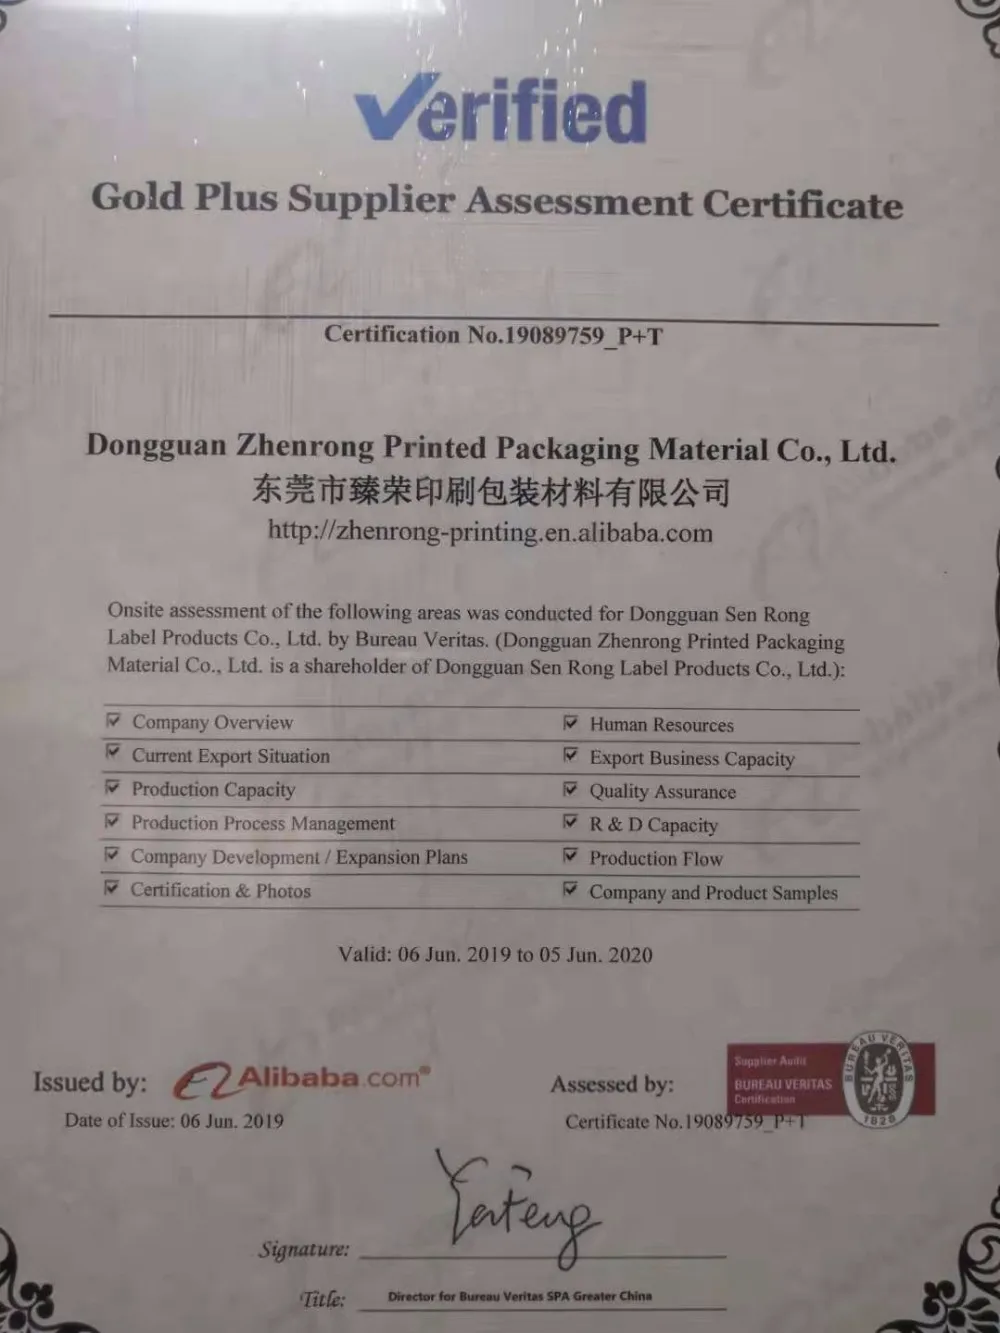 Verified
Gold Plus Supplier Assessment Certificate
Certification No.19089759_P+T
Dongguan Zhenrong Printed Packaging Material Co., Ltd.
东莞市臻荣印刷包装材料有限公司
http://zhenrong-printing.en.alibaba.com
Onsite assessment of the following areas was conducted for Dongguan Sen Rong
Label Products Co., Ltd. by Bureau Veritas. (Dongguan Zhenrong Printed Packaging
Material Co., Ltd. is a shareholder of Dongguan Sen Rong Label Products Co., Ltd.):
Company Overview
Human Resources
Current Export Situation
Export Business Capacity
Production Capacity
Quality Assurance
Production Process Management
R & D Capacity
Company Development / Expansion Plans
Production Flow
Certification & Photos
Company and Product Samples
Valid: 06 Jun. 2019 to 05 Jun. 2020
Issued by: Alibaba.com®
Date of Issue: 06 Jun. 2019
Assessed by:
Supplier Audit
BUREAU VERITAS
Certification
BUREAU VERITAS
1828
Certificate No.19089759_P+T
Signature:
Title: Director for Bureau Veritas SPA Greater China